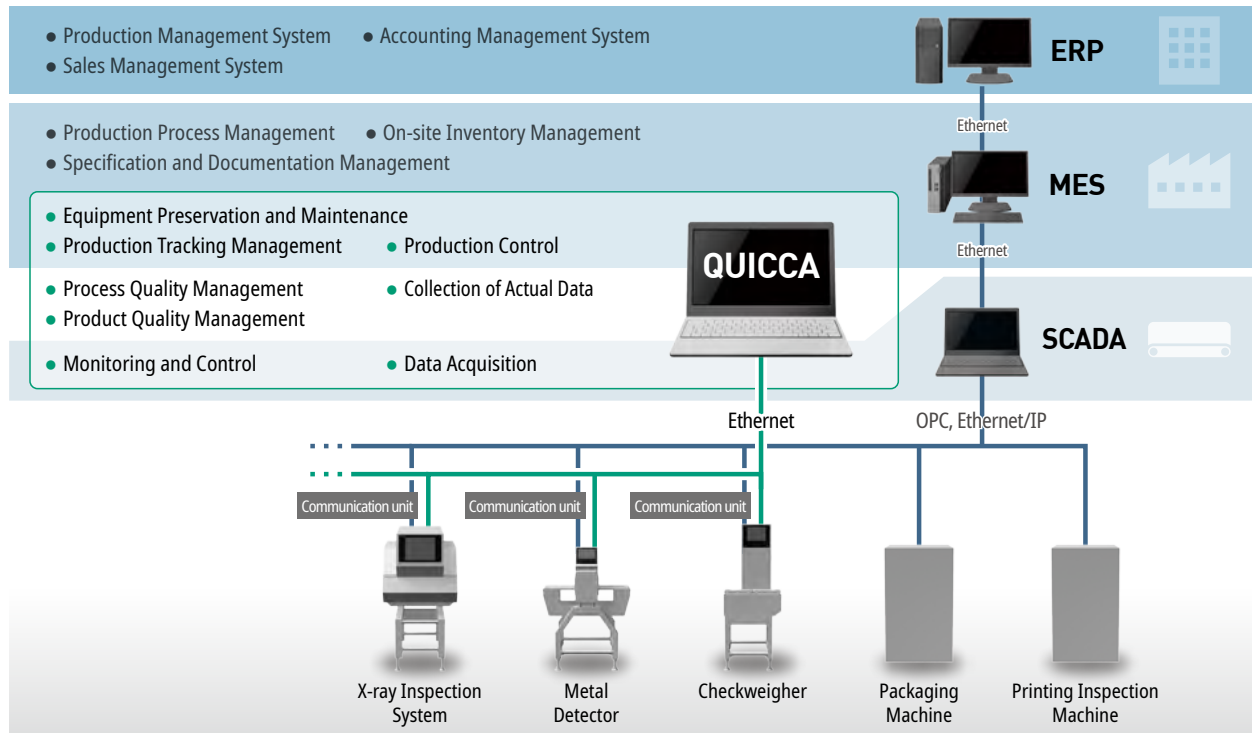 ● Production Management System ● Accounting Management System
● Sales Management System
ERP
Ethernet
● Production Process Management ● On-site Inventory Management
● Specification and Documentation Management
MES
Ethernet
● Equipment Preservation and Maintenance
● Production Tracking Management ● Production Control
● Process Quality Management ● Collection of Actual Data
● Product Quality Management
● Monitoring and Control ● Data Acquisition
QUICCA
SCADA
Ethernet
OPC, Ethernet/IP
Communication unit
Communication unit
Communication unit
X-ray Inspection
System
Metal
Detector
Checkweigher
Packaging
Machine
Printing Inspection
Machine